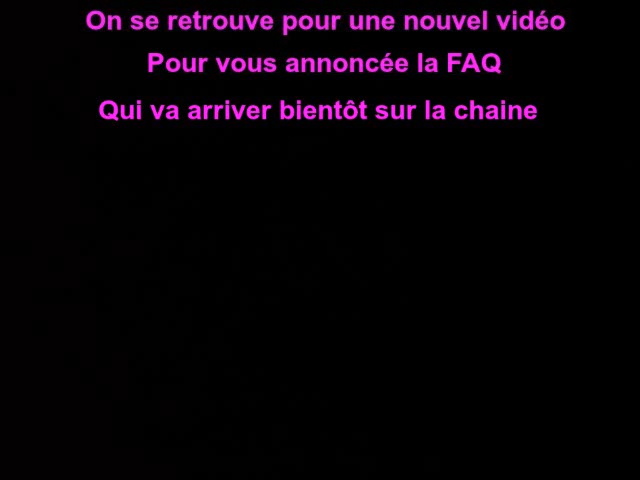 On se retrouve pour une nouvel vidéo
Pour vous annoncée la FAQ
Qui va arriver bientôt sur la chaine